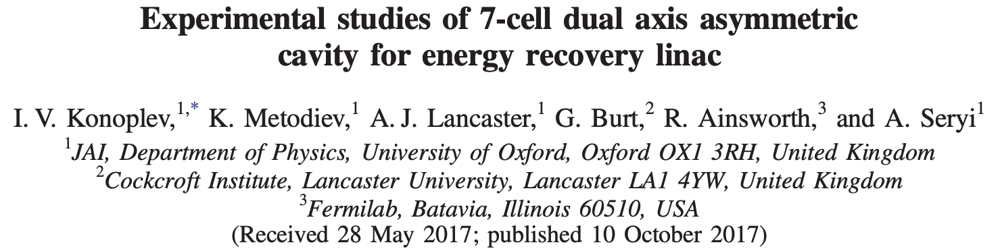 Experimental studies of 7-cell dual axis asymmetric
cavity for energy recovery linac
I. V. Konoplev,1,* K. Metodiev,1 A. J. Lancaster,1 G. Burt,2 R. Ainsworth,3 and A. Seryi1
1JAI, Department of Physics, University of Oxford, Oxford OX1 3RH, United Kingdom
2Cockcroft Institute, Lancaster University, Lancaster LA1 4YW, United Kingdom
3Fermilab, Batavia, Illinois 60510, USA
(Received 28 May 2017; published 10 October 2017)